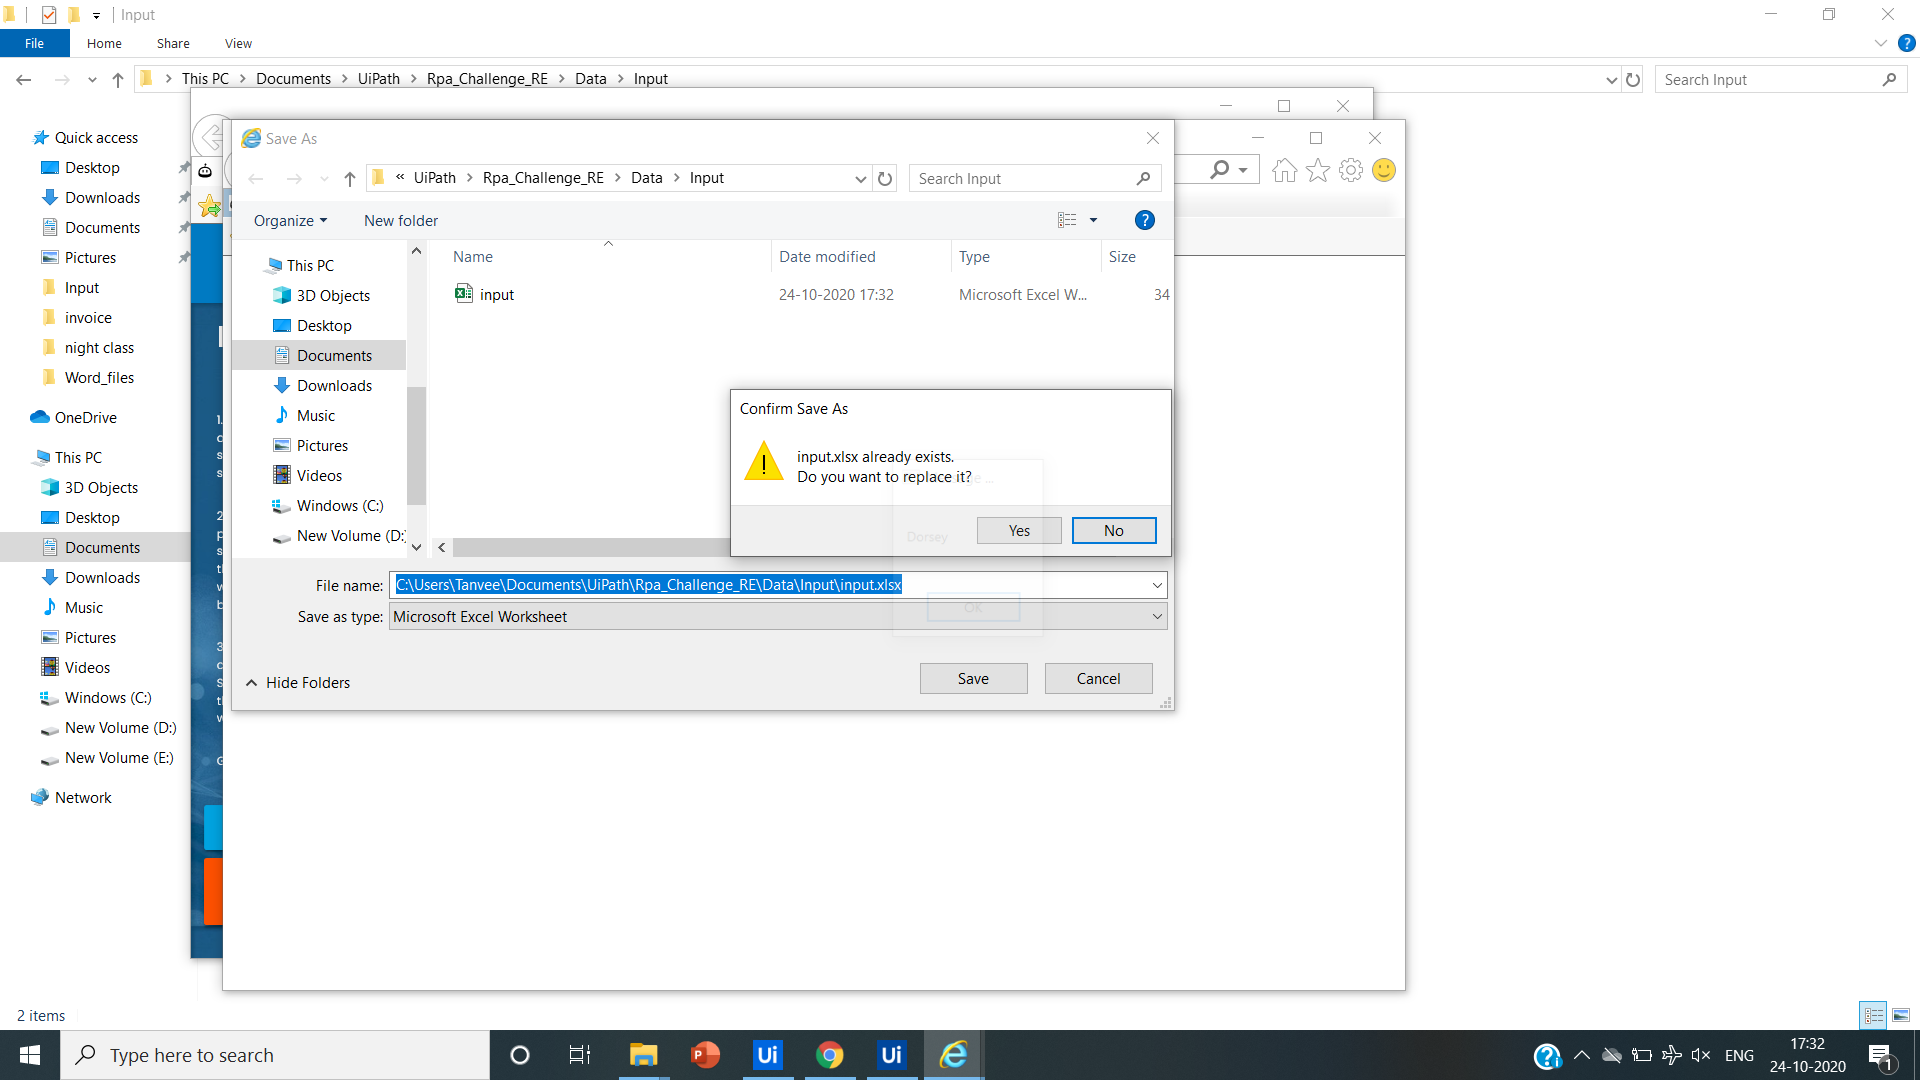 Input
File
Home
Share
View
This PC
Documents
UiPath
Rpa_Challenge_RE
Data
Input
Search Input
Quick access
Desktop
Downloads
Documents
Pictures
Input
invoice
night class
Word_files
OneDrive
This PC
3D Objects
Desktop
Documents
Downloads
Music
Pictures
Videos
Windows (C:)
New Volume (D:)
New Volume (E:)
Network
2 items
Save As
« UiPath
Rpa_Challenge_RE
Data
Input
Search Input
Organize
New folder
This PC
3D Objects
Desktop
Documents
Downloads
Music
Pictures
Videos
Windows (C:)
New Volume (D:)
Name
Date modified
Type
Size
input
24-10-2020 17:32
Microsoft Excel W...
34
Confirm Save As
input.xlsx already exists.
Do you want to replace it?
Yes
No
Dorsey
OK
File name:
C:\Users\Tanvee\Documents\UiPath\Rpa_Challenge_RE\Data\Input\input.xlsx
Save as type:
Microsoft Excel Worksheet
Hide Folders
Save
Cancel
Type here to search
Ui
Ui
ENG
17:32
24-10-2020
1